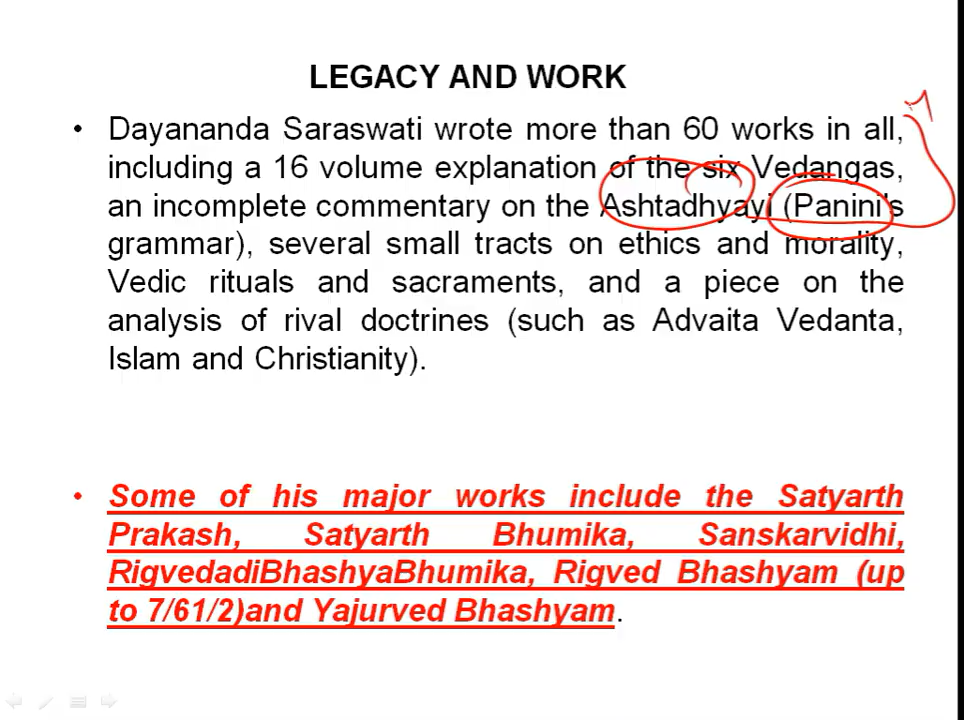 LEGACY AND WORK
• Dayananda Saraswati wrote more than 60 works in all,
including a 16 volume explanation of the six Vedangas,
an incomplete commentary on the Ashtadhyayi (Panini's
grammar), several small tracts on ethics and morality,
Vedic rituals and sacraments, and a piece on the
analysis of rival doctrines (such as Advaita Vedanta,
Islam and Christianity).
• Some of his major works include the Satyarth
Prakash, Satyarth Bhumika, Sanskarvidhi,
RigvedadiBhashyaBhumika, Rigved Bhashyam (up
to 7/61/2)and Yajurved Bhashyam.